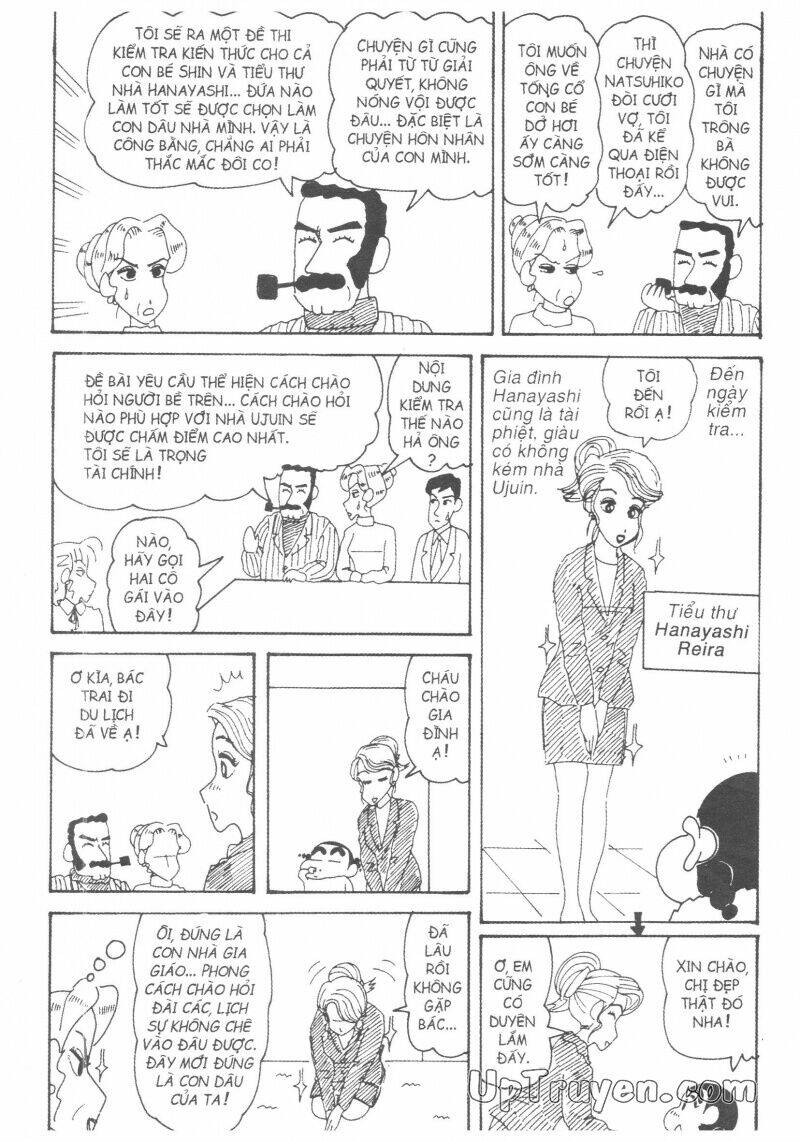 NHÀ CÓ
CHUYỆN
GÌ MÀ
TÔI
TRÔNG
BÀ
KHÔNG
ĐƯỢC
VUI.
THÌ
CHUYỆN
NATSUHIKO
ĐÒI CƯỚI
VỢ, TÔI
ĐÃ KỂ
QUA ĐIỆN
THOẠI RỒI
ĐẤY...
TÔI MUỐN
ÔNG VỀ
TỐNG CỔ
CON BÉ
DỞ HƠI
ẤY CÀNG
SỚM CÀNG
TỐT!
CHUYỆN GÌ CŨNG
PHẢI TỪ TỪ GIẢI
QUYẾT, KHÔNG
NÓNG VỘI ĐƯỢC
ĐÂU... ĐẶC BIỆT LÀ
CHUYỆN HÔN NHÂN
CỦA CON MÌNH.
TÔI SẼ RA MỘT ĐỀ THI
KIỂM TRA KIẾN THỨC CHO CẢ
CON BÉ SHIN VÀ TIỂU THƯ
NHÀ HANAYASHI... ĐỨA NÀO
LÀM TỐT SẼ ĐƯỢC CHỌN LÀM
CON DÂU NHÀ MÌNH. VẬY LÀ
CÔNG BẰNG, CHẲNG AI PHẢI
THẮC MẮC ĐÔI CO!
Đến
ngày
kiểm
tra...
TÔI
ĐẾN
RỒI Ạ!
Gia đình
Hanayashi
cũng là tài
phiệt, giàu
có không
kém nhà
Ujuin.
Tiểu thư
Hanayashi
Reira
XIN CHÀO,
CHỊ ĐẸP
THẬT ĐÓ
NHA!
Ơ, EM
CŨNG
CÓ
DUYÊN
LẮM
ĐẤY.
NỘI
DUNG
KIỂM TRA
THẾ NÀO
HẢ ÔNG
?
ĐỀ BÀI YÊU CẦU THỂ HIỆN CÁCH CHÀO
HỎI NGƯỜI BỀ TRÊN... CÁCH CHÀO HỎI
NÀO PHÙ HỢP VỚI NHÀ UJUIN SẼ
ĐƯỢC CHẤM ĐIỂM CAO NHẤT.
TÔI SẼ LÀ TRỌNG
TÀI CHÍNH!
NÀO,
HÃY GỌI
HAI CÔ
GÁI VÀO
ĐÂY!
CHÁU
CHÀO
GIA
ĐÌNH
Ạ!
Ơ KÌA, BÁC
TRAI ĐI
DU LỊCH
ĐÃ VỀ Ạ!
ĐÃ
LÂU
RỒI
KHÔNG
GẶP
BÁC...
ÔI, ĐÚNG LÀ
CON NHÀ GIA
GIÁO... PHONG
CÁCH CHÀO HỎI
ĐÀI CÁC, LỊCH
SỰ KHÔNG CHÊ
VÀO ĐÂU ĐƯỢC.
ĐÂY MỚI ĐÚNG
LÀ CON DÂU
CỦA TA!
UpTruyen.com